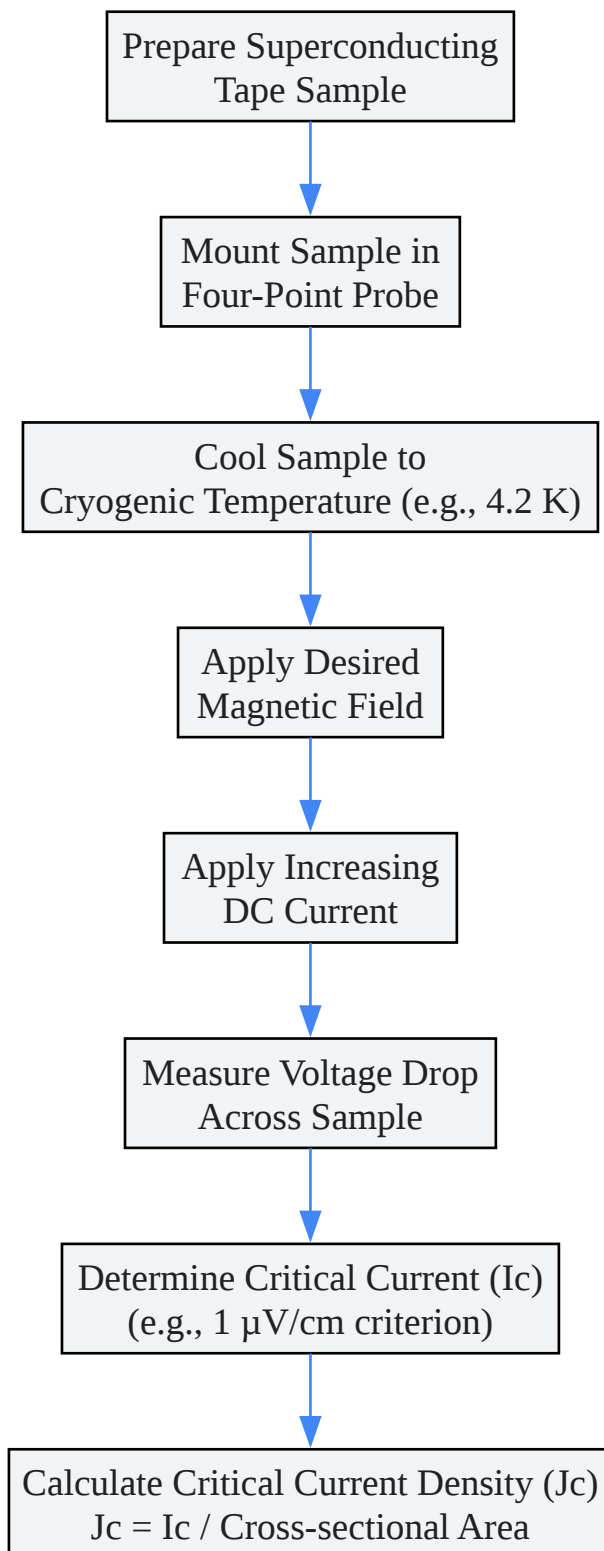 Prepare Superconducting
Tape Sample
Mount Sample in
Four-Point Probe
Cool Sample to
Cryogenic Temperature (e.g., 4.2 K)
Apply Desired
Magnetic Field
Apply Increasing
DC Current
Measure Voltage Drop
Across Sample
Determine Critical Current (Ic)
(e.g., 1 µV/cm criterion)
Calculate Critical Current Density (Jc)
Jc = Ic / Cross-sectional Area